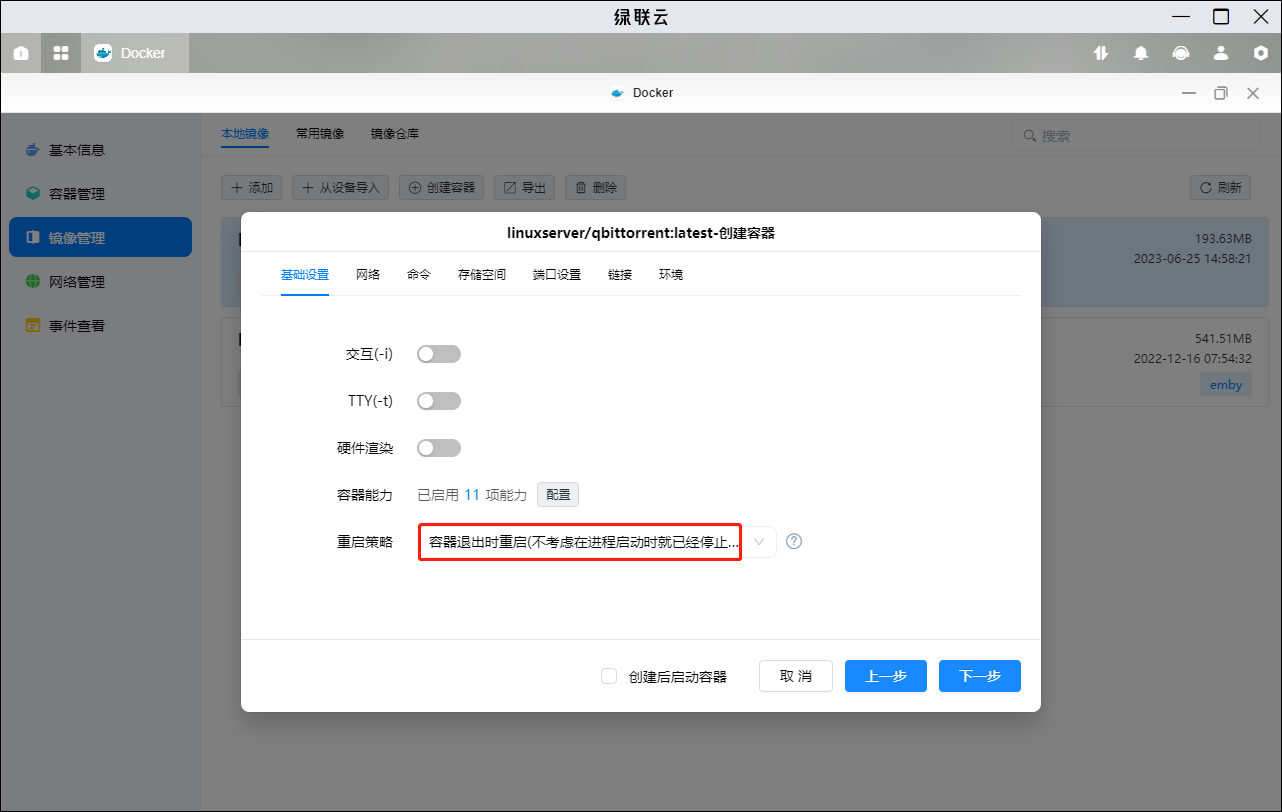 绿联云
Docker
Docker
基本信息
容器管理
镜像管理
网络管理
事件查看
本地镜像 常用镜像 镜像仓库
搜索
添加 从设备导入 创建容器 导出 删除 刷新
193.63MB
2023-06-25 14:58:21
541.51MB
2022-12-16 07:54:32
emby
linuxserver/qbittorrent:latest-创建容器
基础设置 网络 命令 存储空间 端口设置 链接 环境
交互(-i)
TTY(-t)
硬件渲染
容器能力 已启用 11 项能力 配置
重启策略 容器退出时重启(不考虑在进程启动时就已经停止...
创建后启动容器 取 消 上一步 下一步